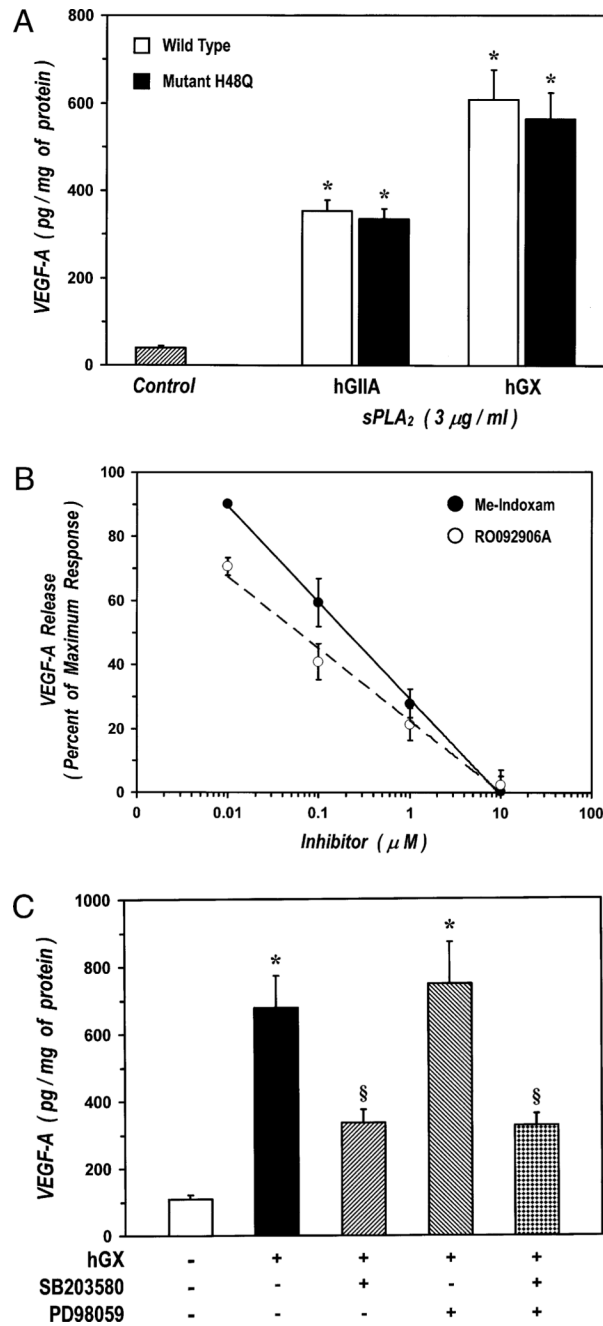 A
VEGF-A ( pg / mg of protein)
800
600
400
200
0
Wild Type
Mutant H48Q
*
*
*
*
Control
hGIIA
hGX
sPLA₂ ( 3 µg / ml)
B
VEGF-A Release
( Percent of Maximum Response)
100
80
60
40
20
0
Me-Indoxam
RO092906A
0
0.01
0.1
1
10
100
Inhibitor ( µ M)
C
VEGF-A ( pg / mg of protein)
1000
800
600
400
200
0
*
§
*
§
hGX - + + + +
SB203580 - - + - +
PD98059 - - - + +